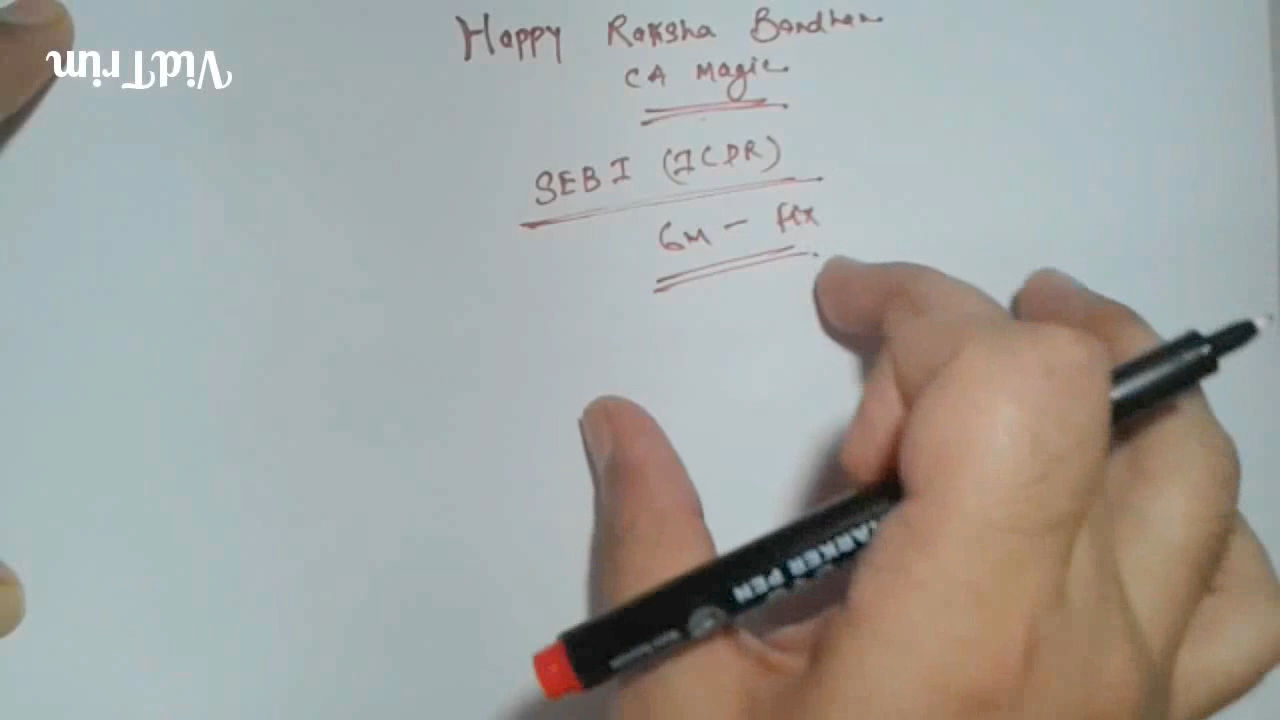 VidTrim
Happy Raksha Bandhan
CA Magic
SEBI (ICDR)
6M - fix
MARKER PEN